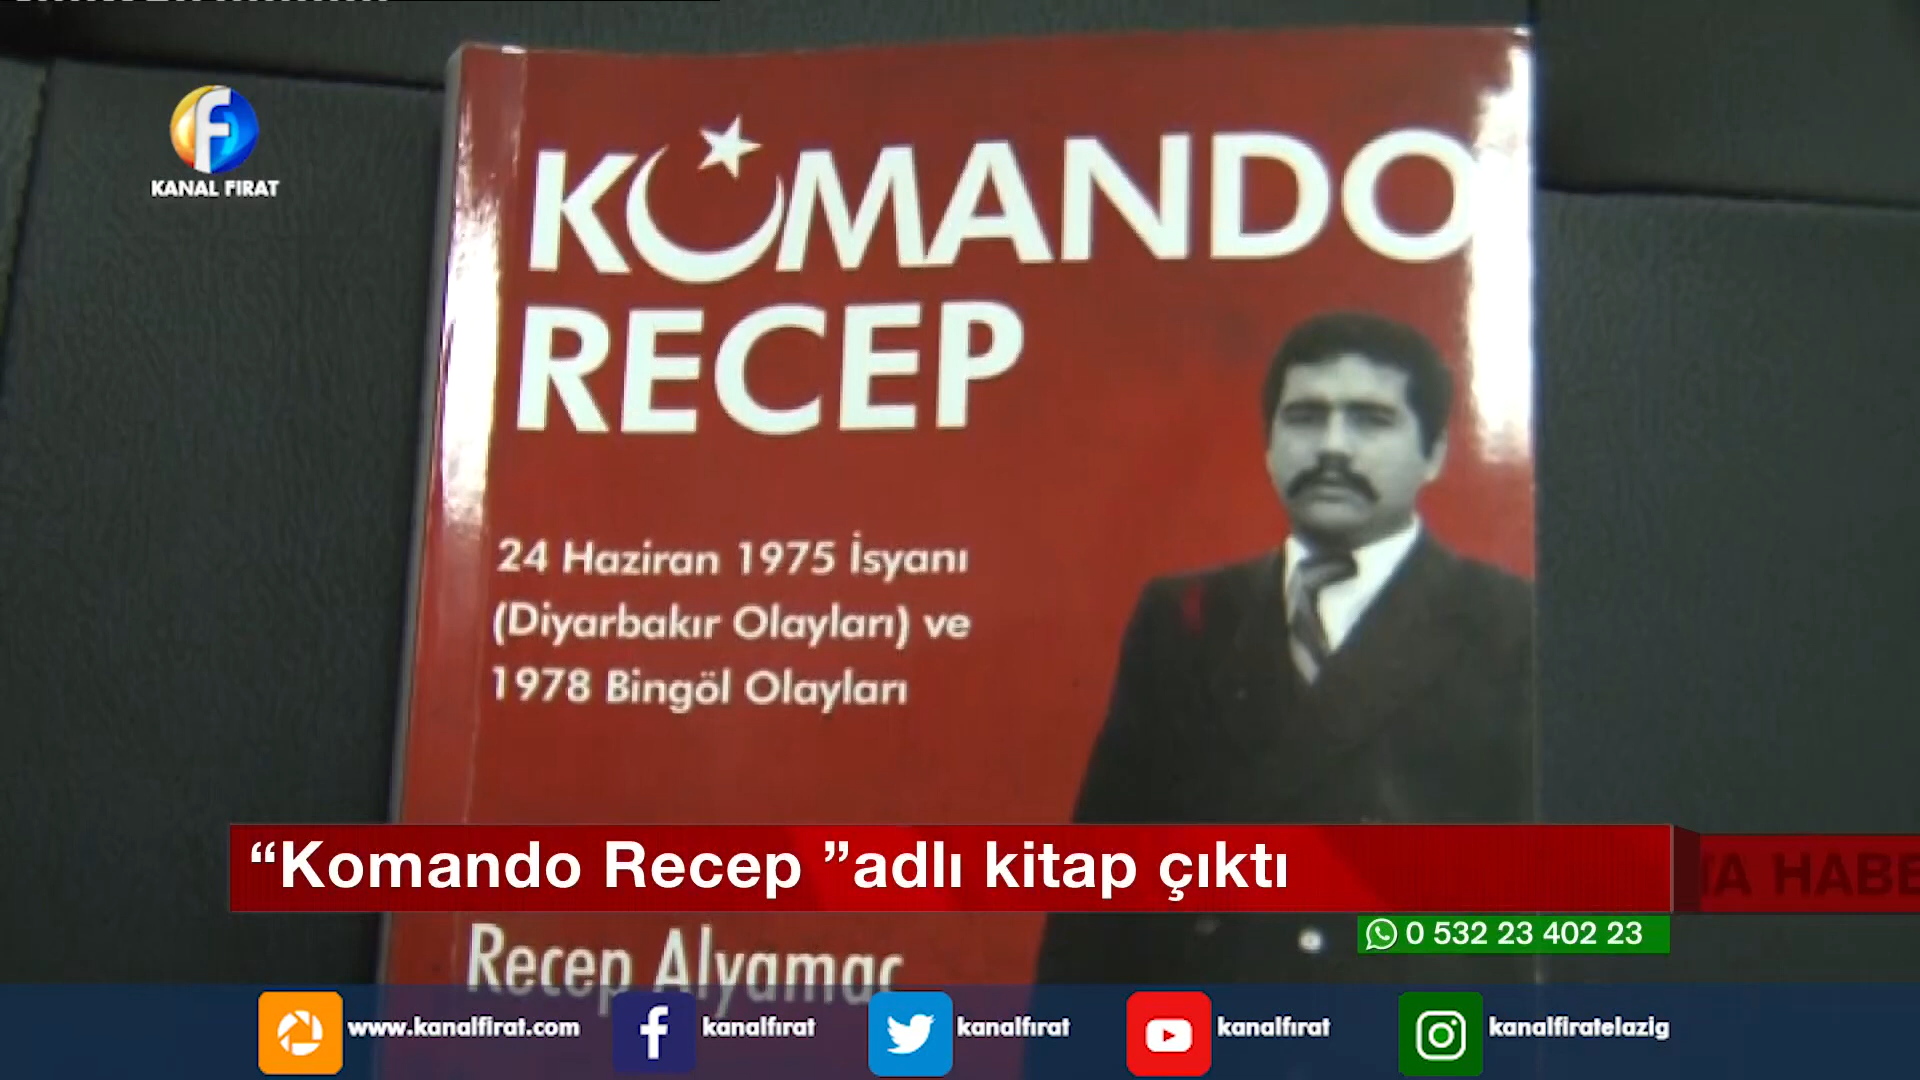 KANAL FIRAT
KOMANDO
RECEP
24 Haziran 1975 İsyanı
(Diyarbakır Olayları) ve
1978 Bingöl Olayları
“Komando Recep ”adlı kitap çıktı
0 532 23 402 23
Recep Alyamaç
www.kanalfirat.com
kanalfırat
kanalfırat
kanalfırat
kanalfiratelazig